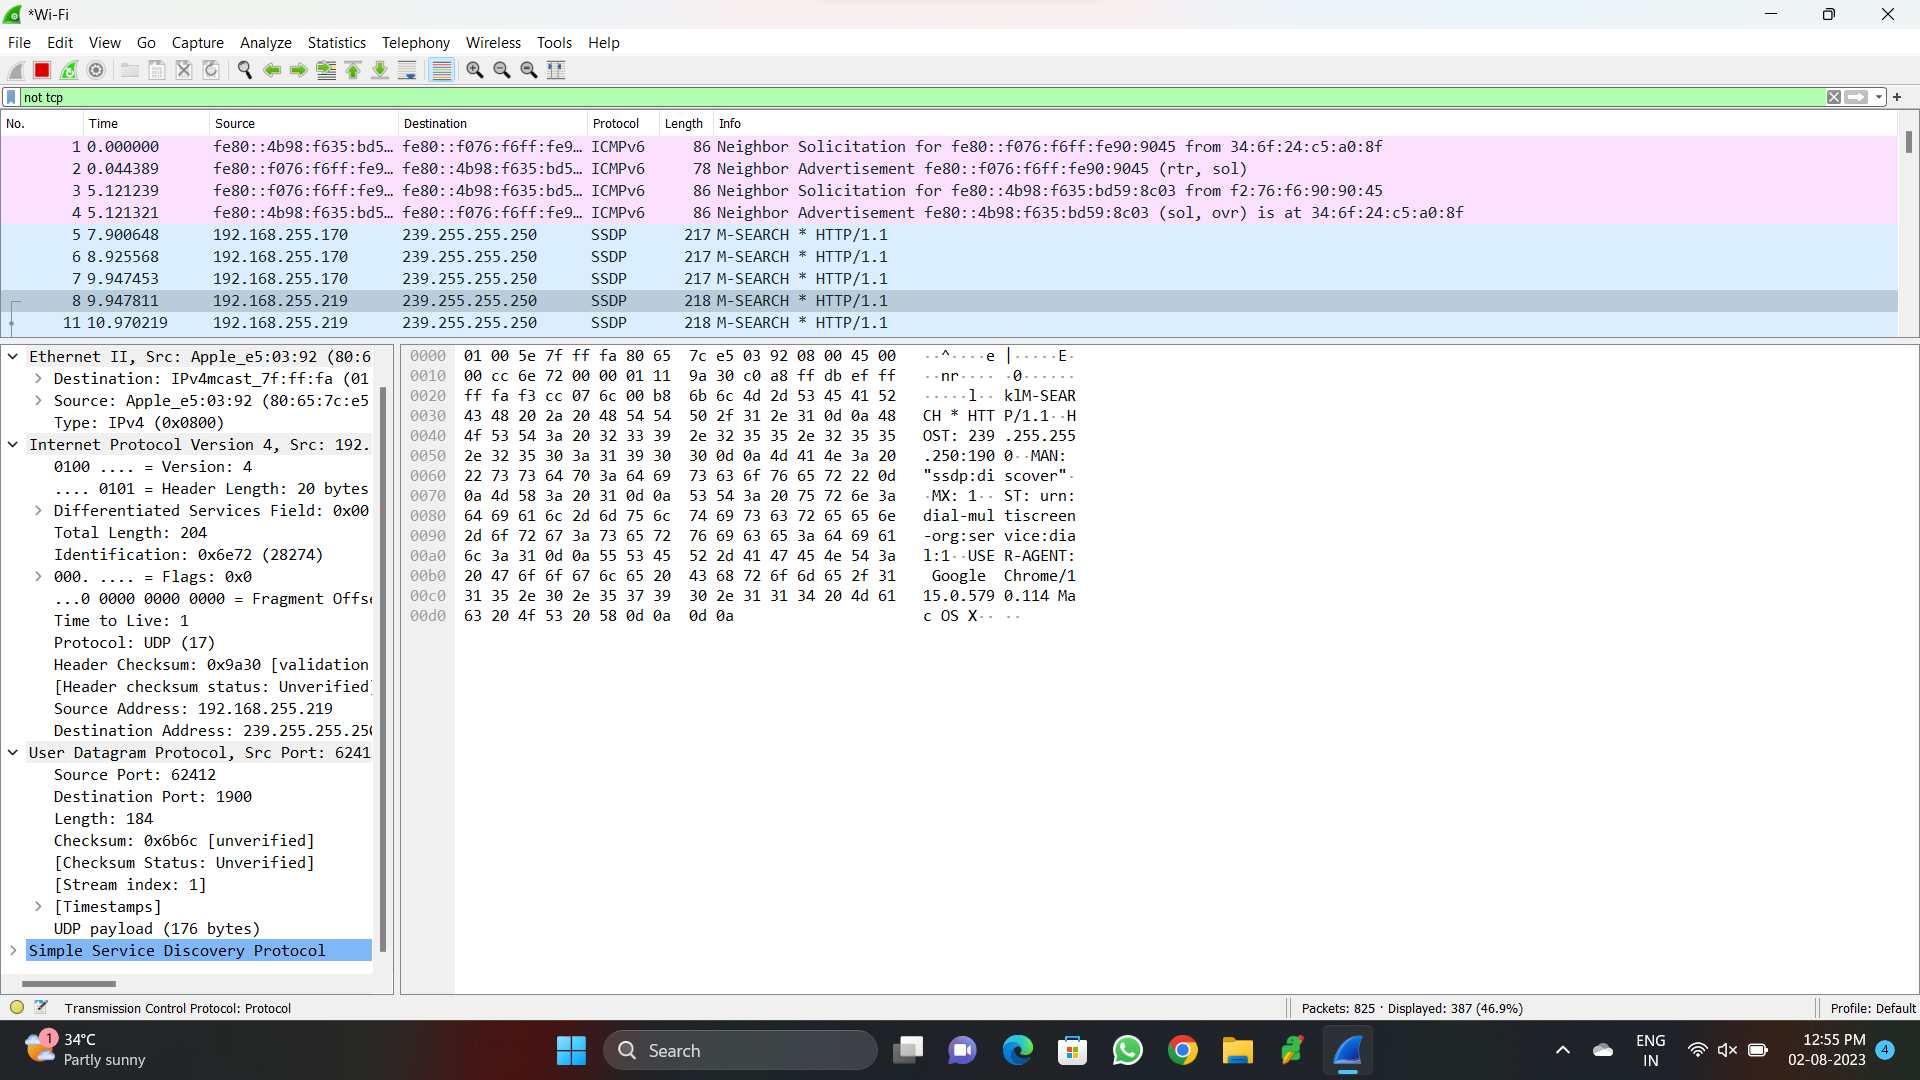 *Wi-Fi
File Edit View Go Capture Analyze Statistics Telephony Wireless Tools Help
not tcp
No. Time Source Destination Protocol Length Info
1 0.000000 fe80::4b98:f635:bd5… fe80::f076:f6ff:fe9… ICMPv6 86 Neighbor Solicitation for fe80::f076:f6ff:fe90:9045 from 34:6f:24:c5:a0:8f
2 0.044389 fe80::f076:f6ff:fe9… fe80::4b98:f635:bd5… ICMPv6 78 Neighbor Advertisement fe80::f076:f6ff:fe90:9045 (rtr, sol)
3 5.121239 fe80::f076:f6ff:fe9… fe80::4b98:f635:bd5… ICMPv6 86 Neighbor Solicitation for fe80::4b98:f635:bd59:8c03 from f2:76:f6:90:90:45
4 5.121321 fe80::4b98:f635:bd5… fe80::f076:f6ff:fe9… ICMPv6 86 Neighbor Advertisement fe80::4b98:f635:bd59:8c03 (sol, ovr) is at 34:6f:24:c5:a0:8f
5 7.900648 192.168.255.170 239.255.255.250 SSDP 217 M-SEARCH * HTTP/1.1
6 8.925568 192.168.255.170 239.255.255.250 SSDP 217 M-SEARCH * HTTP/1.1
7 9.947453 192.168.255.170 239.255.255.250 SSDP 217 M-SEARCH * HTTP/1.1
8 9.947811 192.168.255.219 239.255.255.250 SSDP 218 M-SEARCH * HTTP/1.1
11 10.970219 192.168.255.219 239.255.255.250 SSDP 218 M-SEARCH * HTTP/1.1
Ethernet II, Src: Apple_e5:03:92 (80:6
Destination: IPv4mcast_7f:ff:fa (01
Source: Apple_e5:03:92 (80:65:7c:e5
Type: IPv4 (0x0800)
Internet Protocol Version 4, Src: 192.
0100 .... = Version: 4
.... 0101 = Header Length: 20 bytes
Differentiated Services Field: 0x00
Total Length: 204
Identification: 0x6e72 (28274)
000. .... = Flags: 0x0
...0 0000 0000 0000 = Fragment Offse
Time to Live: 1
Protocol: UDP (17)
Header Checksum: 0x9a30 [validation
[Header checksum status: Unverified]
Source Address: 192.168.255.219
Destination Address: 239.255.255.250
User Datagram Protocol, Src Port: 6241
Source Port: 62412
Destination Port: 1900
Length: 184
Checksum: 0x6b6c [unverified]
[Checksum Status: Unverified]
[Stream index: 1]
[Timestamps]
UDP payload (176 bytes)
Simple Service Discovery Protocol
0000 01 00 5e 7f ff fa 80 65 7c e5 03 92 08 00 45 00 ··^····e |·····E·
0010 00 cc 6e 72 00 00 01 11 9a 30 c0 a8 ff db ef ff ··nr···· ·0······
0020 ff fa f3 cc 07 6c 00 b8 6b 6c 4d 2d 53 45 41 52 ·····l·· klM-SEAR
0030 43 48 20 2a 20 48 54 54 50 2f 31 2e 31 0d 0a 48 CH * HTT P/1.1··H
0040 4f 53 54 3a 20 32 33 39 2e 32 35 35 2e 32 35 35 OST: 239 .255.255
0050 2e 32 35 30 3a 31 39 30 30 0d 0a 4d 41 4e 3a 20 .250:190 0··MAN:
0060 22 73 73 64 70 3a 64 69 73 63 6f 76 65 72 22 0d "ssdp:di scover"·
0070 0a 4d 58 3a 20 31 0d 0a 53 54 3a 20 75 72 6e 3a ·MX: 1·· ST: urn:
0080 64 69 61 6c 2d 6d 75 6c 74 69 73 63 72 65 65 6e dial-mul tiscreen
0090 2d 6f 72 67 3a 73 65 72 76 69 63 65 3a 64 69 61 -org:ser vice:dia
00a0 6c 3a 31 0d 0a 55 53 45 52 2d 41 47 45 4e 54 3a l:1··USE R-AGENT:
00b0 20 47 6f 6f 67 6c 65 20 43 68 72 6f 6d 65 2f 31 Google Chrome/1
00c0 31 35 2e 30 2e 35 37 39 30 2e 31 31 34 20 4d 61 15.0.579 0.114 Ma
00d0 63 20 4f 53 20 58 0d 0a 0d 0a c OS X·· ··
Transmission Control Protocol: Protocol
Packets: 825 · Displayed: 387 (46.9%)
Profile: Default
1
34°C
Partly sunny
Search
ENG
IN
12:55 PM
02-08-2023
4